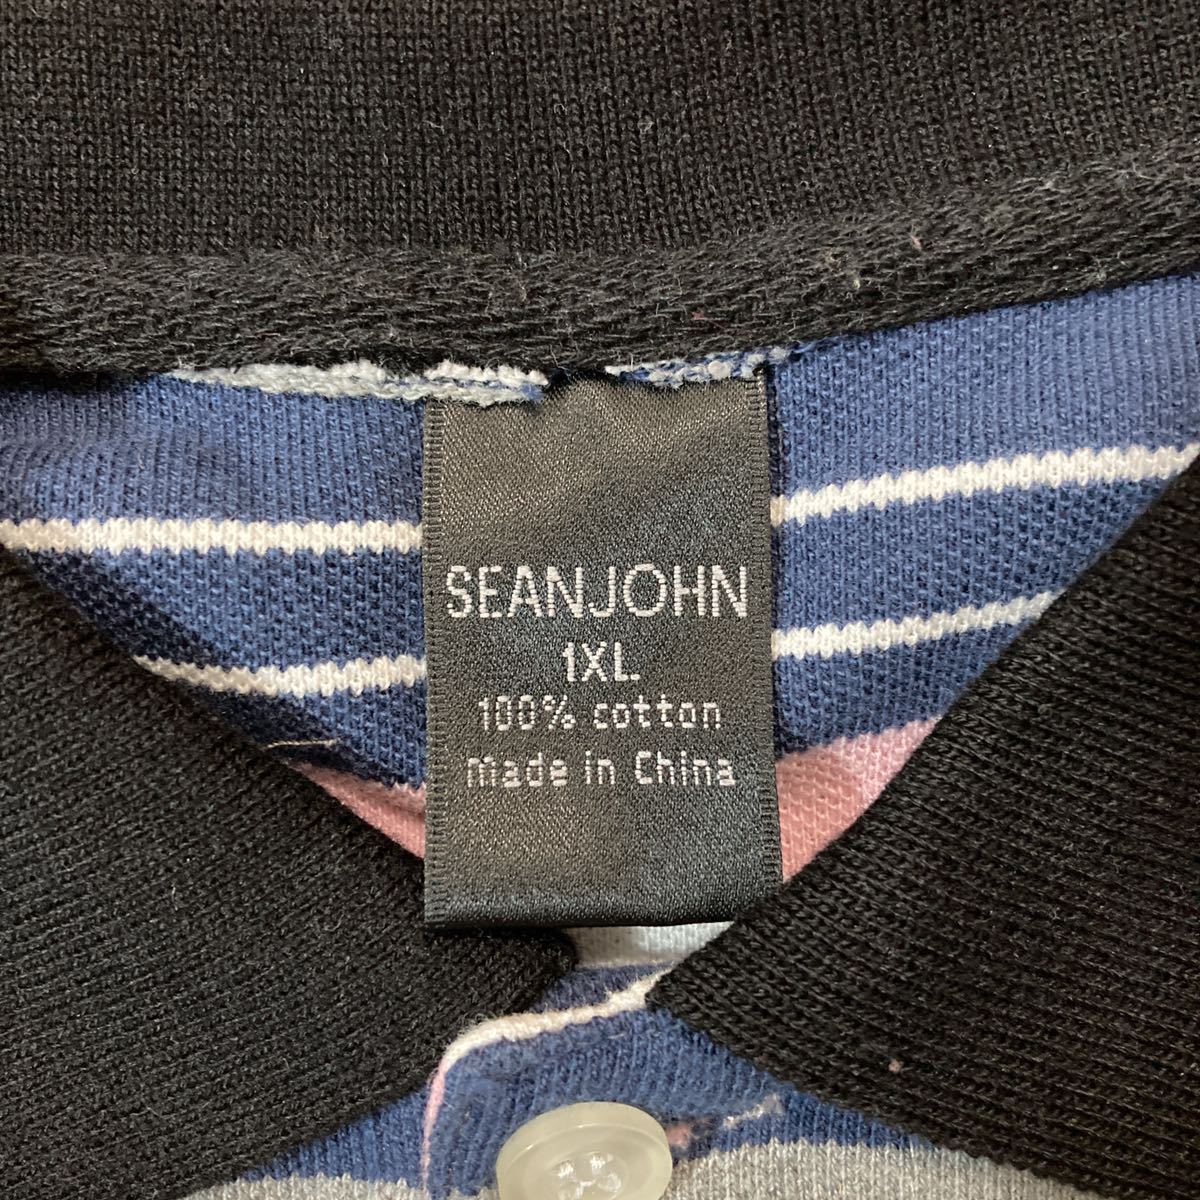 SEANJOHN
1XL
100% cotton
made in China